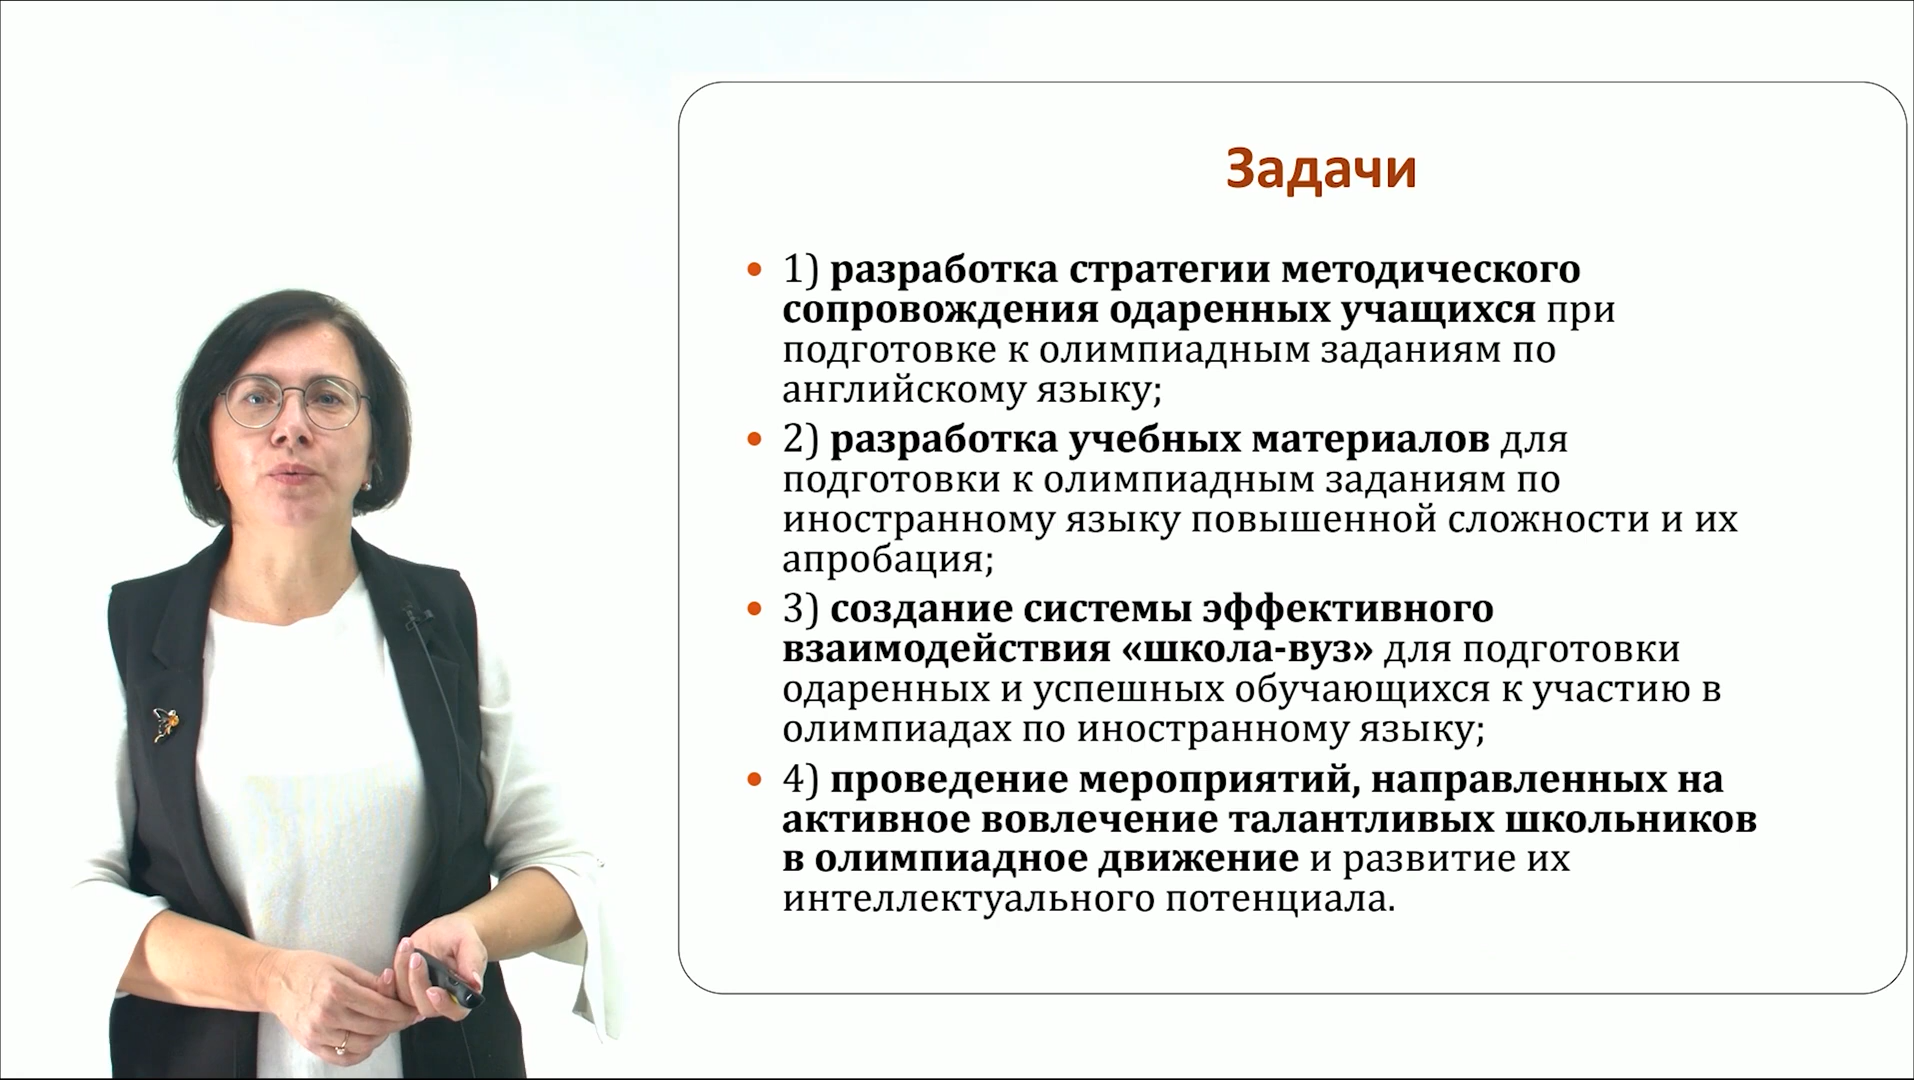 Задачи
• 1) разработка стратегии методического
сопровождения одаренных учащихся при
подготовке к олимпиадным заданиям по
английскому языку;
• 2) разработка учебных материалов для
подготовки к олимпиадным заданиям по
иностранному языку повышенной сложности и их
апробация;
• 3) создание системы эффективного
взаимодействия «школа-вуз» для подготовки
одаренных и успешных обучающихся к участию в
олимпиадах по иностранному языку;
• 4) проведение мероприятий, направленных на
активное вовлечение талантливых школьников
в олимпиадное движение и развитие их
интеллектуального потенциала.